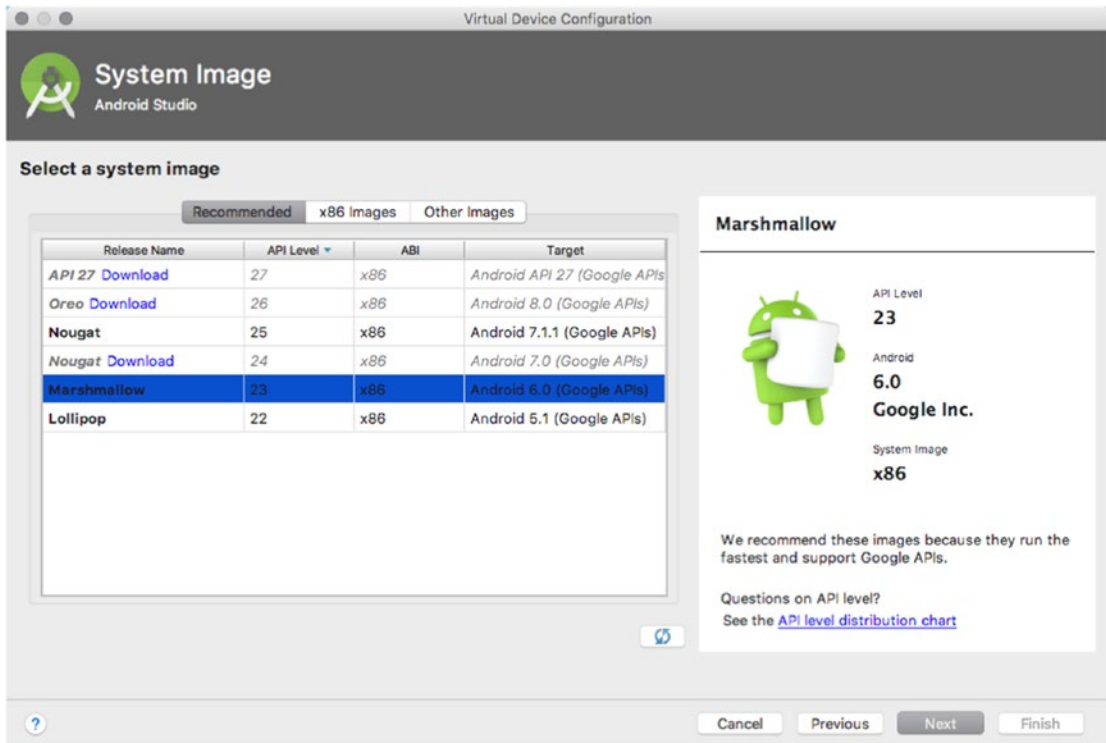 Virtual Device Configuration
System Image
Android Studio
Select a system image
Recommended x86 Images Other Images
Release Name API Level ABI Target
API 27 Download 27 x86 Android API 27 (Google APIs
Oreo Download 26 x86 Android 8.0 (Google APIs)
Nougat 25 x86 Android 7.1.1 (Google APIs)
Nougat Download 24 x86 Android 7.0 (Google APIs)
Marshmallow 23 x86 Android 6.0 (Google APIs)
Lollipop 22 x86 Android 5.1 (Google APIs)
Marshmallow
API Level
23
Android
6.0
Google Inc.
System Image
x86
We recommend these images because they run the
fastest and support Google APIs.
Questions on API level?
See the API level distribution chart
? Cancel Previous Next Finish